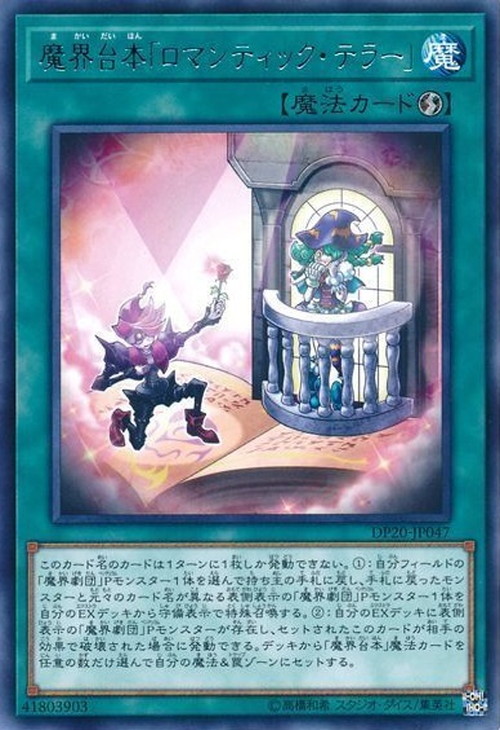 魔界台本「ロマンティック・テラー」
魔
【魔法カード】
DP20-JP047
このカード名のカードは1ターンに1枚しか発動できない。①:自分フィールドの
「魔界劇団」Pモンスター1体を選んで持ち主の手札に戻し、手札に戻ったモン
スターと元々のカード名が異なる表側表示の「魔界劇団」Pモンスター1体を
自分のEXデッキから守備表示で特殊召喚する。②:自分のEXデッキに表側
表示の「魔界劇団」Pモンスターが存在し、セットされたこのカードが相手の
効果で破壊された場合に発動できる。デッキから「魔界台本」魔法カードを
任意の数だけ選んで自分の魔法&罠ゾーンにセットする。
41803903
©高橋和希 スタジオ・ダイス/集英社